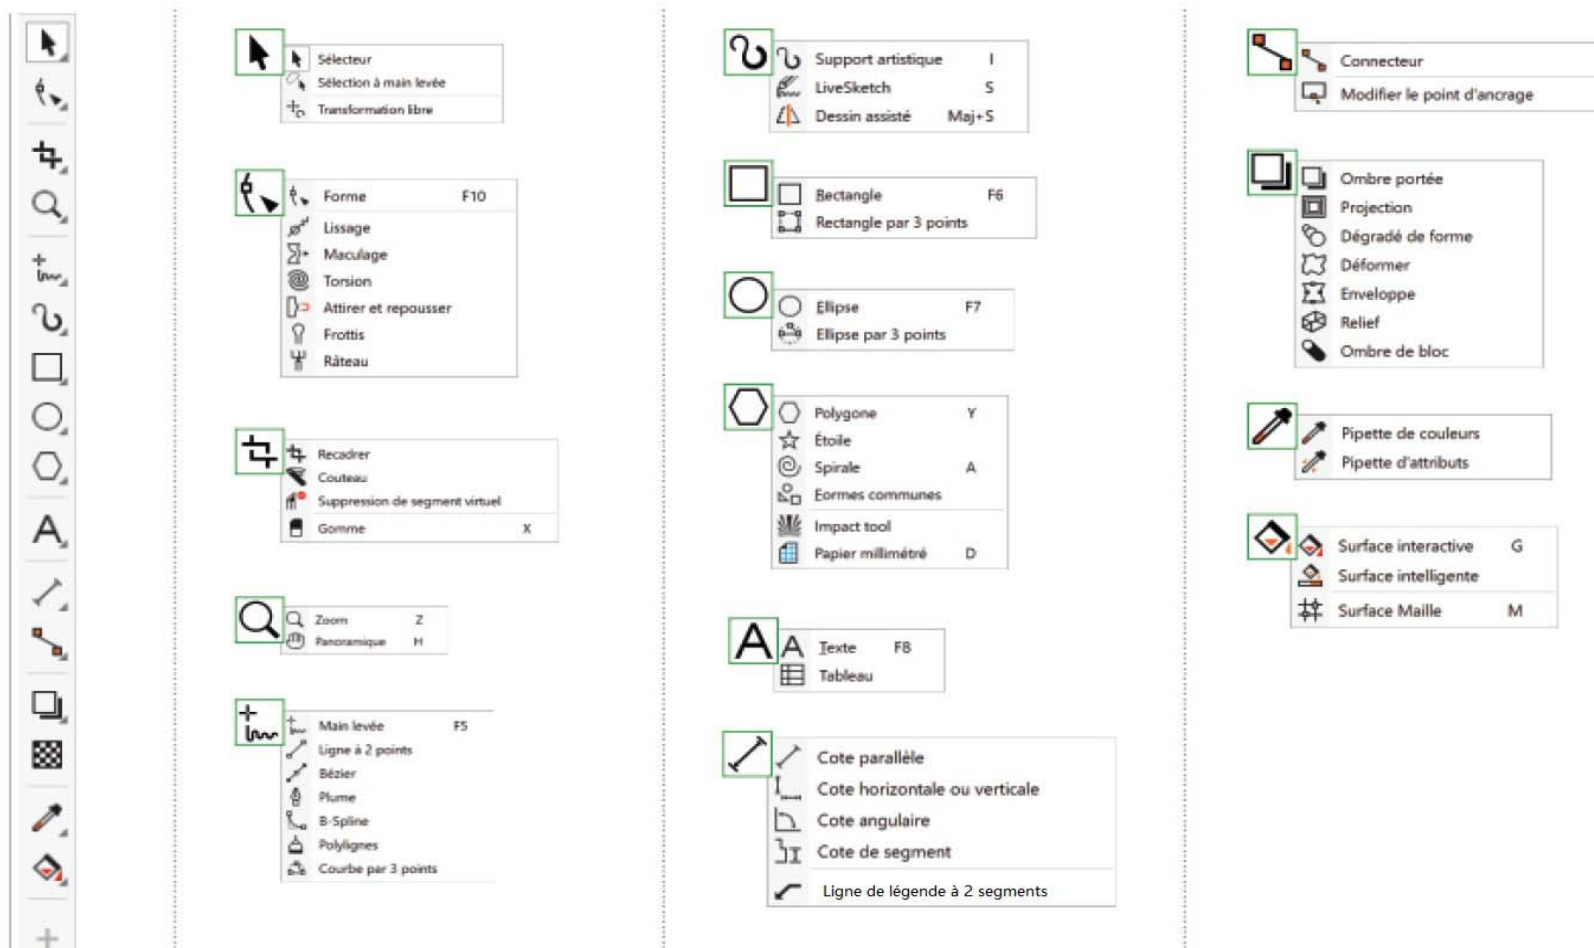 Sélecteur
Sélection à main levée
Transformation libre
Forme F10
Lissage
Maculage
Torsion
Attirer et repousser
Frottis
Râteau
Recadrer
Couteau
Suppression de segment virtuel
Gomme X
Zoom Z
Panoramique H
Main levée F5
Ligne à 2 points
Bézier
Plume
B-Spline
Polylignes
Courbe par 3 points
Support artistique I
LiveSketch S
Dessin assisté Maj+S
Rectangle F6
Rectangle par 3 points
Ellipse F7
Ellipse par 3 points
Polygone Y
Étoile
Spirale A
Formes communes
Impact tool
Papier millimétré D
Texte F8
Tableau
Cote parallèle
Cote horizontale ou verticale
Cote angulaire
Cote de segment
Ligne de légende à 2 segments
Connecteur
Modifier le point d'ancrage
Ombre portée
Projection
Dégradé de forme
Déformer
Enveloppe
Relief
Ombre de bloc
Pipette de couleurs
Pipette d'attributs
Surface interactive G
Surface intelligente
Surface Maille M